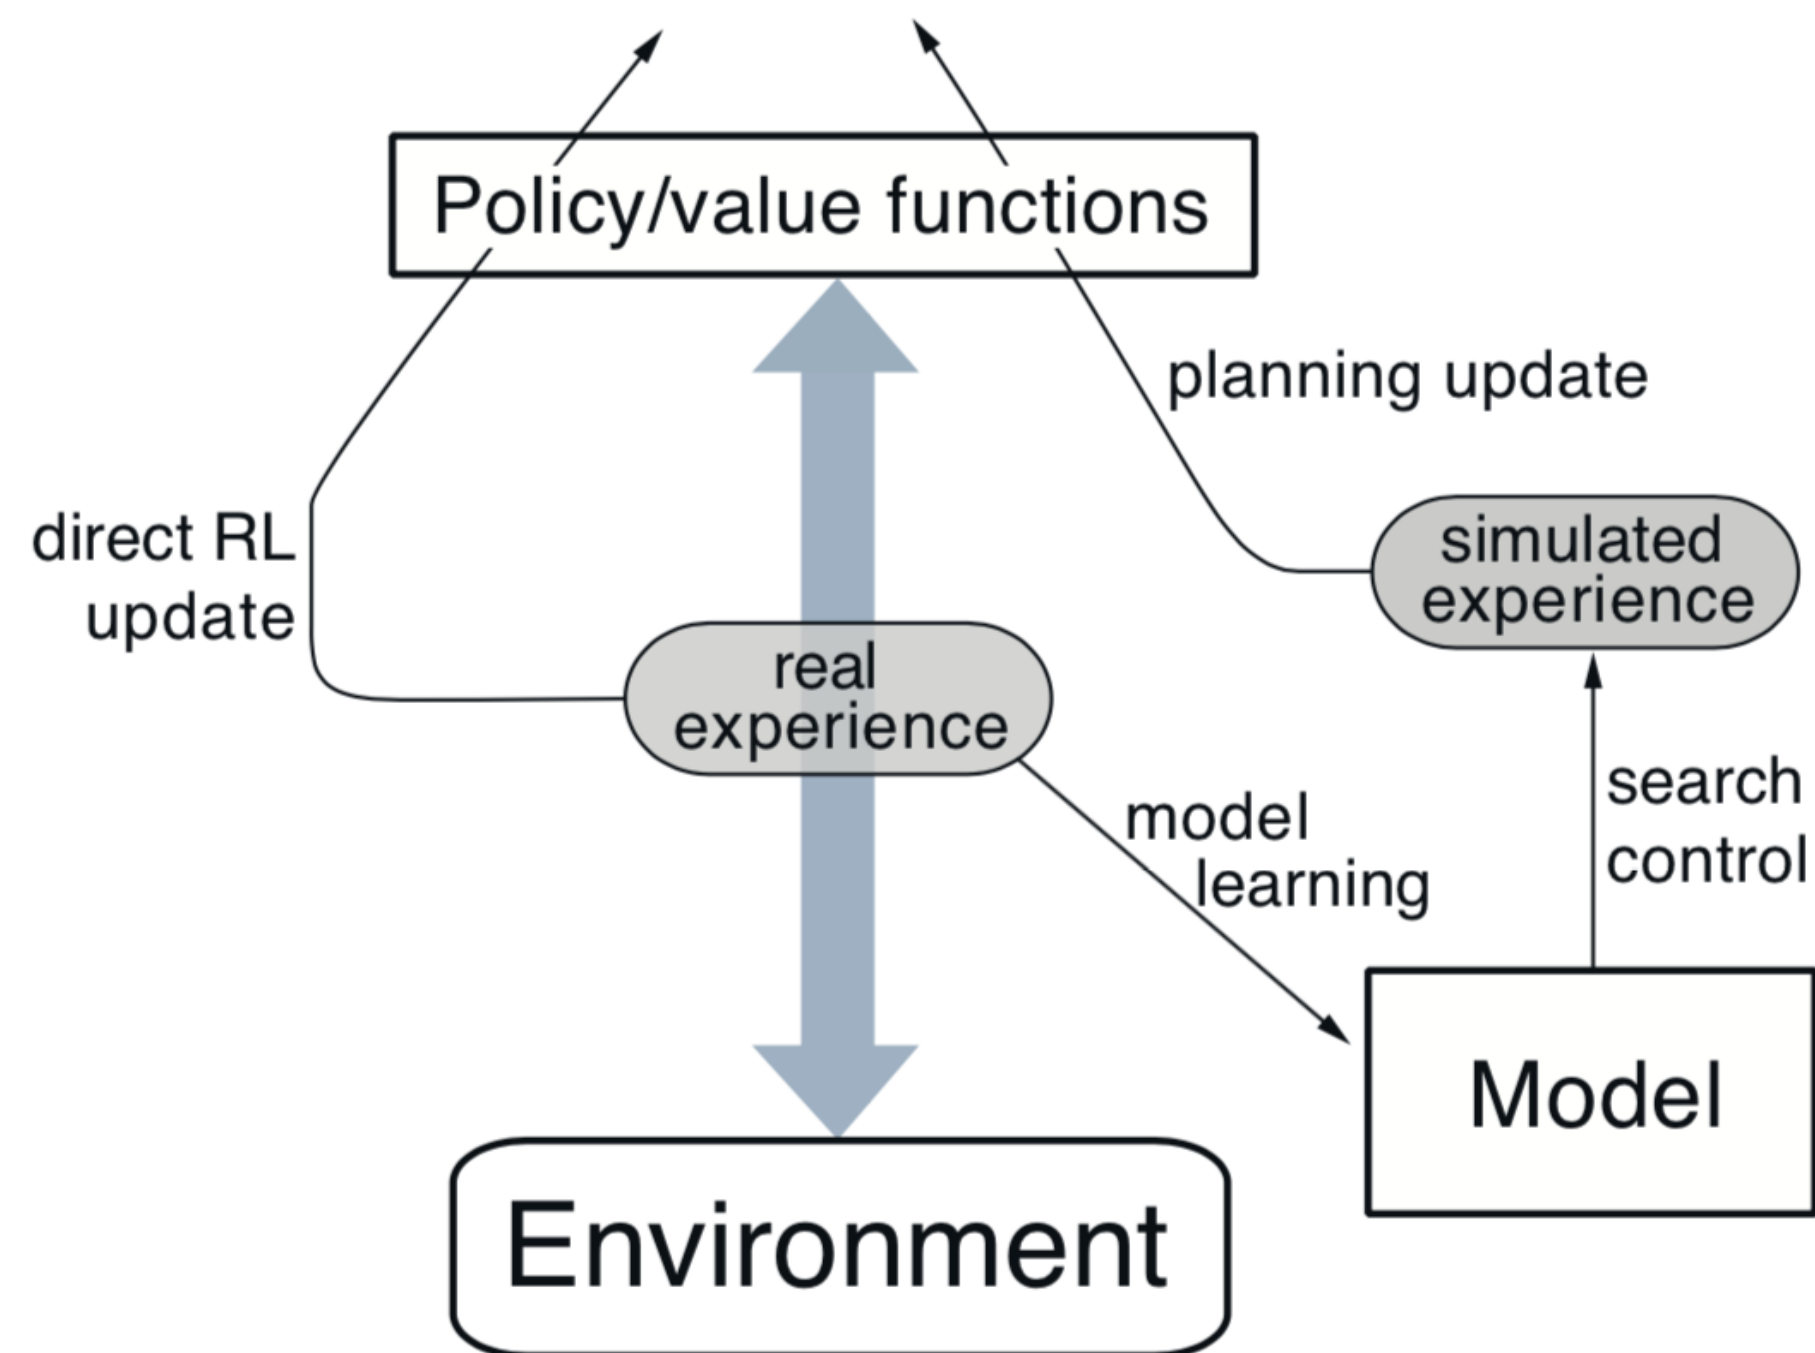 Policy/value functions
planning update
direct RL
update
simulated
experience
real
experience
model
learning
search
control
Model
Environment